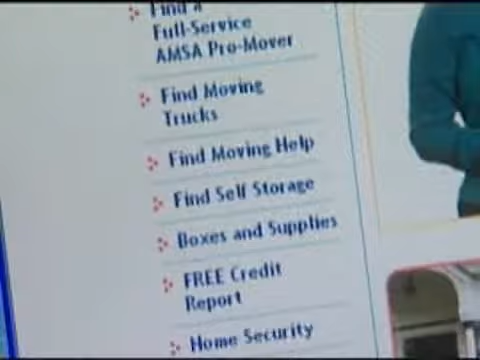 Find a
Full-Service
AMSA Pro-Mover
Find Moving
Trucks
Find Moving Help
Find Self Storage
Boxes and Supplies
FREE Credit
Report
Home Security